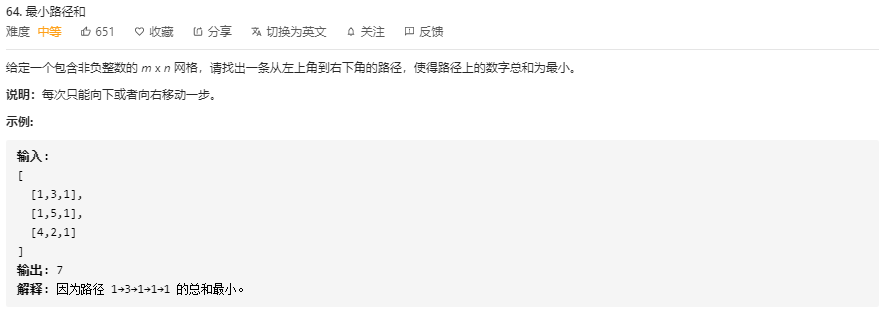 64. 最小路径和
难度 中等 651 收藏 分享 切换为英文 关注 反馈
给定一个包含非负整数的 m x n 网格，请找出一条从左上角到右下角的路径，使得路径上的数字总和为最小。
说明：每次只能向下或者向右移动一步。
示例:
输入:
[
[1,3,1],
[1,5,1],
[4,2,1]
]
输出: 7
解释: 因为路径 1→3→1→1→1 的总和最小。